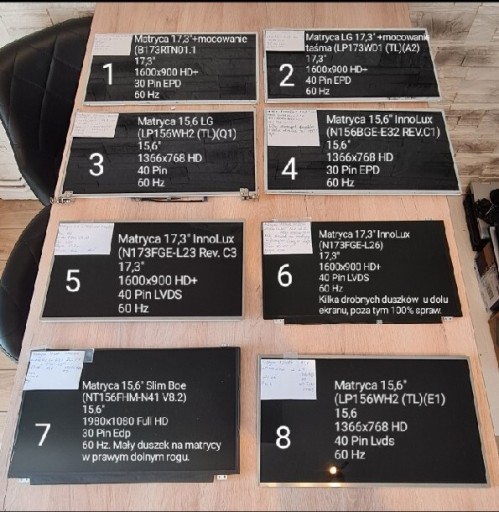 1
Matryca 17,3"+mocowanie
(B173RTN01.1
17,3"
1600x900 HD+
30 Pin EPD
60 Hz
2
Matryca LG 17,3" +mocowanie
taśma (LP173WD1 (TL)(A2)
17,3"
1600x900 HD+
30 Pin EPD
60 Hz
3
Matryca 15,6 LG
(LP156WH2 (TL)(Q1)
15,6"
1366x768 HD
40 Pin
60 Hz
4
Matryca 15,6" InnoLux
(N156BGE-E32 REV.C1)
15,6"
1366x768 HD
30 Pin EPD
60 Hz
5
Matryca 17,3" InnoLux
(N173FGE-L23 Rev. C3
17,3"
1600x900 HD+
40 Pin LVDS
60 Hz
6
Matryca 17,3" InnoLux
(N173FGE-L26)
17,3"
1600x900 HD+
40 Pin LVDS
60 Hz
Kilka drobnych duszków u dołu
ekranu, poza tym 100% spraw.
7
Matryca 15,6" Slim Boe
(NT156FHM-N41 V8.2)
15,6"
1980x1080 Full HD
30 Pin Edp
60 Hz. Mały duszek na matrycy
w prawym dolnym rogu.
8
Matryca 15,6"
(LP156WH2 (TL)(E1)
15,6
1366x768 HD
40 Pin Lvds
60 Hz